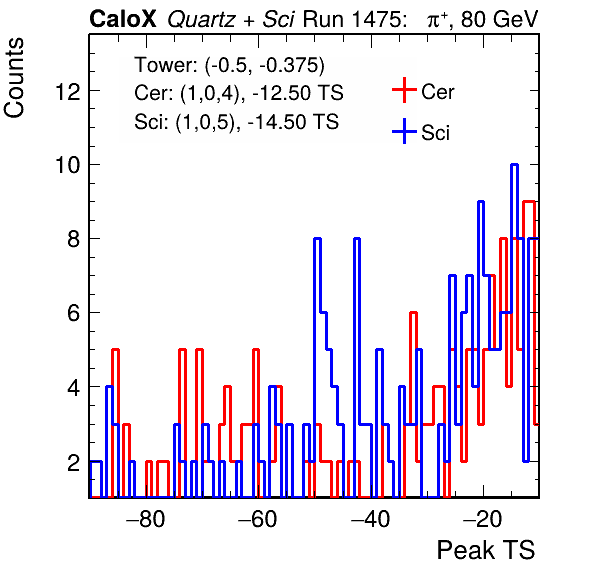 CaloX Quartz + Sci Run 1475: π+, 80 GeV
Tower: (-0.5, -0.375)
Cer: (1,0,4), -12.50 TS
Sci: (1,0,5), -14.50 TS
Cer
Sci
Counts
12
10
8
6
4
2
−80 −60 −40 −20
Peak TS